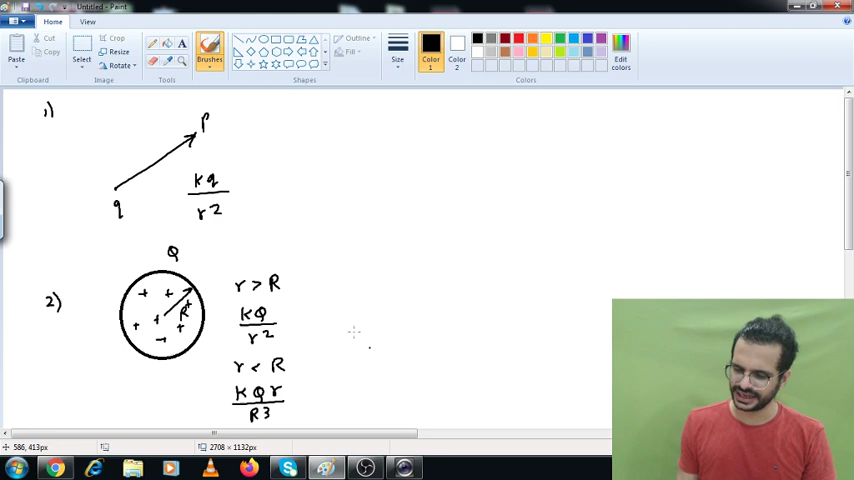 Untitled - Paint
Home View
Paste
Cut
Copy
Clipboard
Select
Crop
Resize
Rotate
Image
A
Tools
Brushes
Outline
Fill
Shapes
Size
Color 1
Color 2
Edit colors
Colors
1)
P
q
kq
r2
2)
Q
+ +
R+
+ + +
r > R
kQ
r2
r < R
kQr
R3
586, 413px
2708 × 1132px